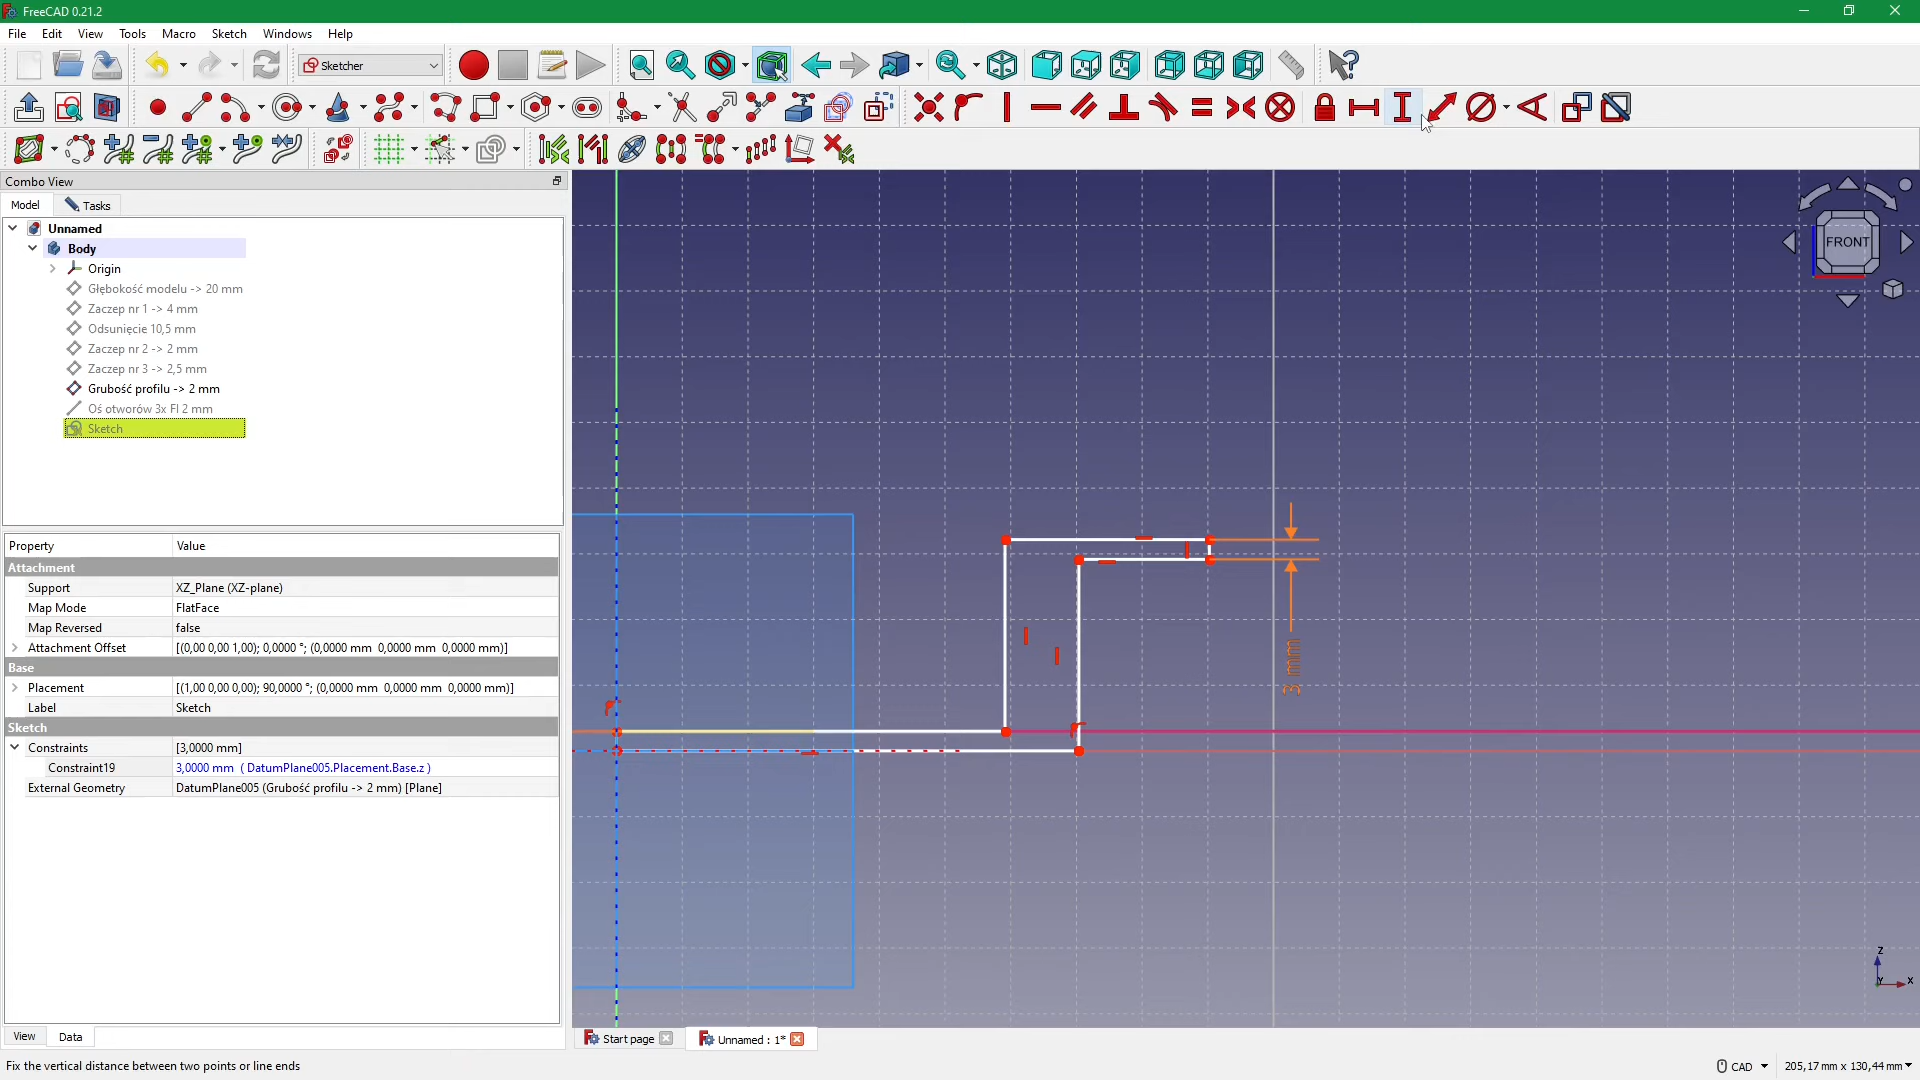 FreeCAD 0.21.2
File Edit View Tools Macro Sketch Windows Help
Sketcher
Combo View
Model Tasks
Unnamed
Body
Origin
Głębokość modelu -> 20 mm
Zaczep nr 1 -> 4 mm
Odsunięcie 10,5 mm
Zaczep nr 2 -> 2 mm
Zaczep nr 3 -> 2,5 mm
Grubość profilu -> 2 mm
Oś otworów 3x FI 2 mm
Sketch
Property Value
Attachment
Support XZ_Plane (XZ-plane)
Map Mode FlatFace
Map Reversed false
Attachment Offset [(0,00 0,00 1,00); 0,0000 °; (0,0000 mm 0,0000 mm 0,0000 mm)]
Base
Placement [(1,00 0,00 0,00); 90,0000 °; (0,0000 mm 0,0000 mm 0,0000 mm)]
Label Sketch
Sketch
Constraints [3,0000 mm]
Constraint19 3,0000 mm ( DatumPlane005.Placement.Base.z )
External Geometry DatumPlane005 (Grubość profilu -> 2 mm) [Plane]
FRONT
3 mm
Z
Y
X
View Data
Start page
Unnamed : 1*
Fix the vertical distance between two points or line ends
CAD
205,17 mm x 130,44 mm